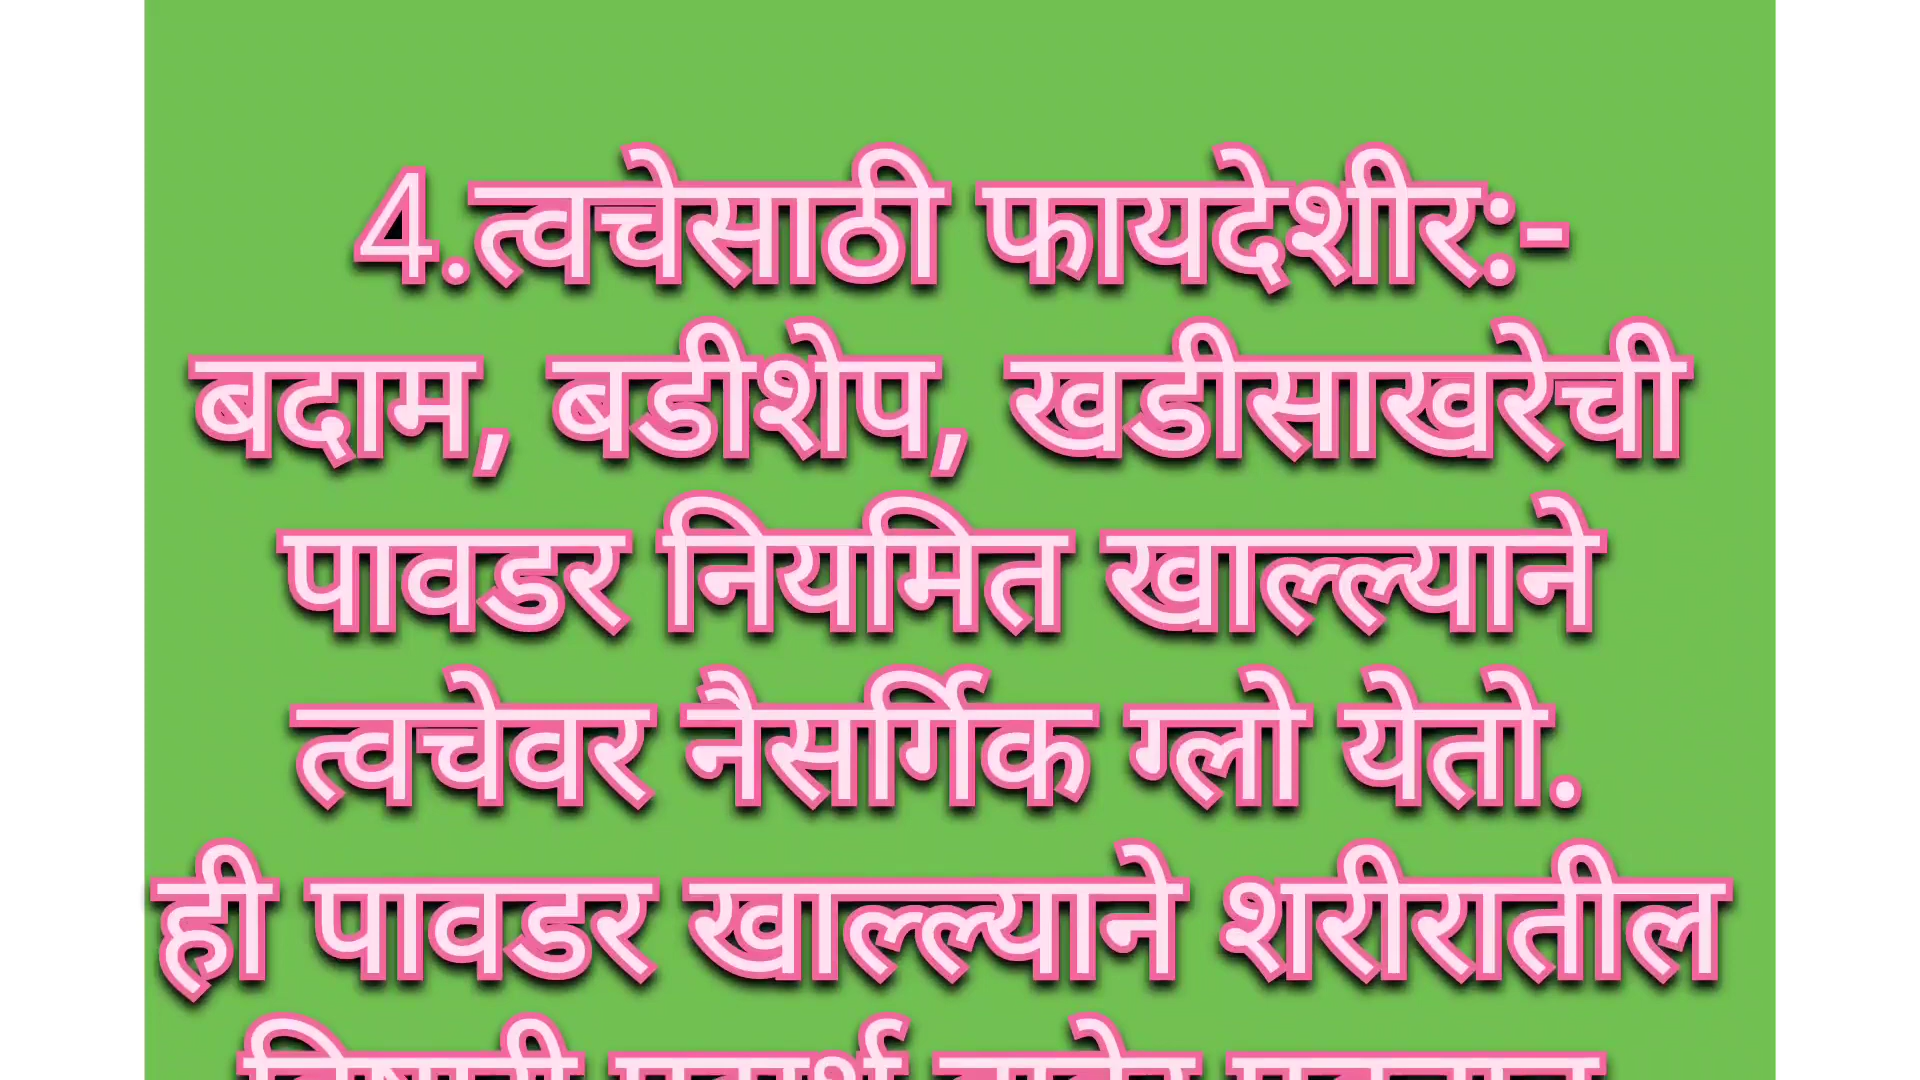 4.त्वचेसाठी फायदेशीर:-
बदाम, बडीशेप, खडीसाखरेची
पावडर नियमित खाल्ल्याने
त्वचेवर नैसर्गिक ग्लो येतो.
ही पावडर खाल्ल्याने शरीरातील